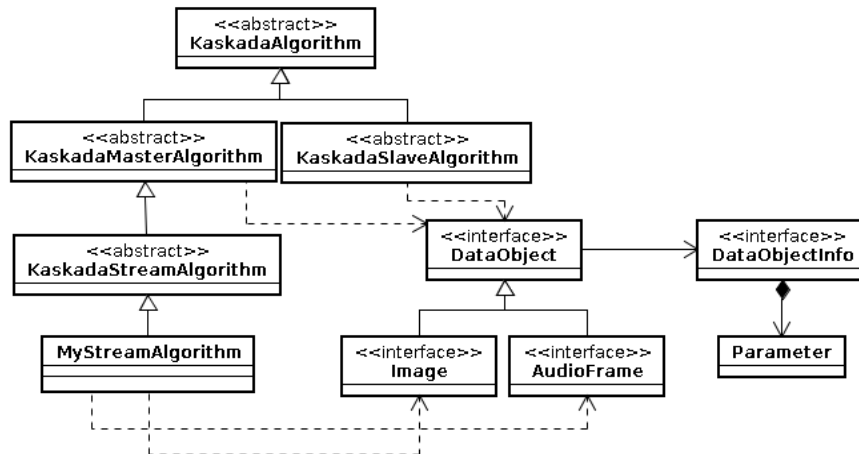 <<abstract>>
KaskadaAlgorithm
<<abstract>>
KaskadaMasterAlgorithm
<<abstract>>
KaskadaSlaveAlgorithm
<<abstract>>
KaskadaStreamAlgorithm
<<interface>>
DataObject
<<interface>>
DataObjectInfo
MyStreamAlgorithm
<<interface>>
Image
<<interface>>
AudioFrame
Parameter